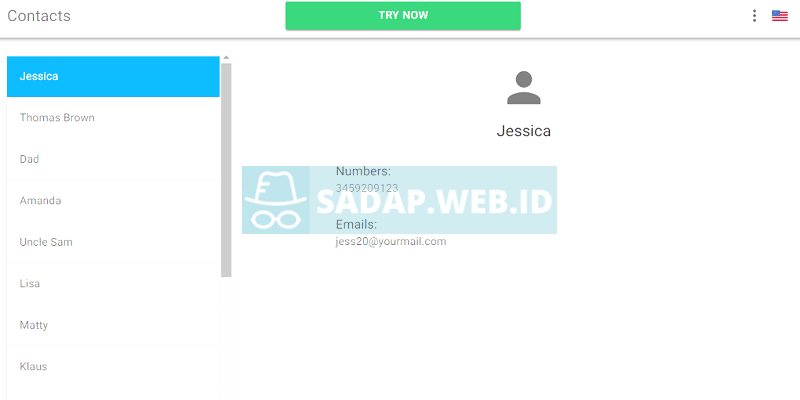 Contacts
TRY NOW
Jessica
Thomas Brown
Dad
Amanda
Uncle Sam
Lisa
Matty
Klaus
Jessica
Numbers:
3459209123
SADAP.WEB.ID
Emails:
jess20@yourmail.com